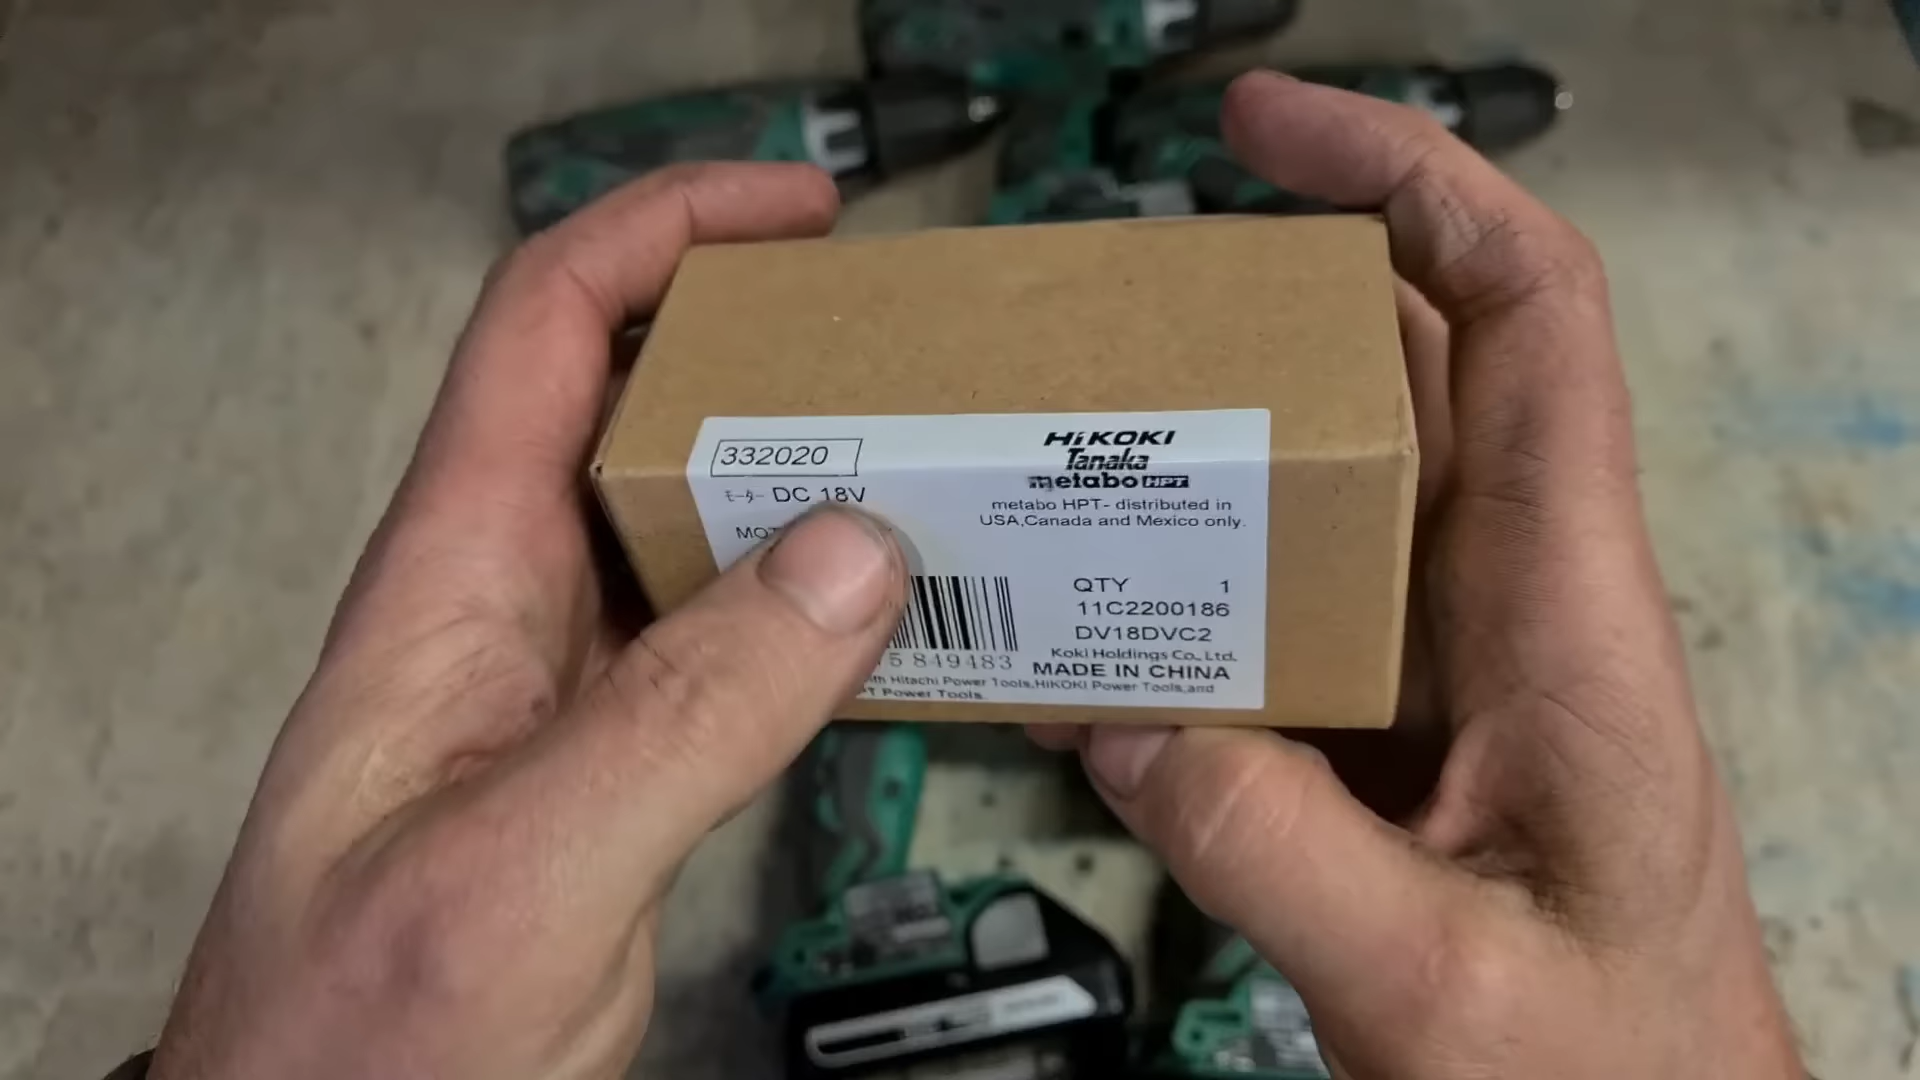 332020
モーター DC 18V
HiKOKI
Tanaka
metabo HPT
metabo HPT- distributed in
USA,Canada and Mexico only.
QTY 1
11C2200186
DV18DVC2
5 849483
Koki Holdings Co., Ltd.
MADE IN CHINA
Hitachi Power Tools,HiKOKI Power Tools,and
Power Tools.